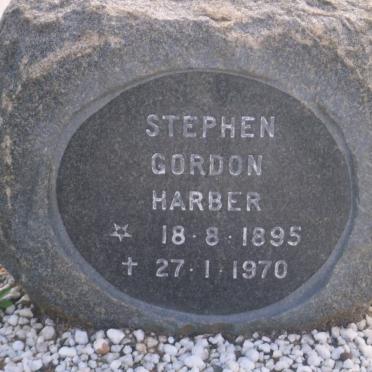 STEPHEN
GORDON
HARBER
☆ 18·8·1895
✝ 27·1·1970